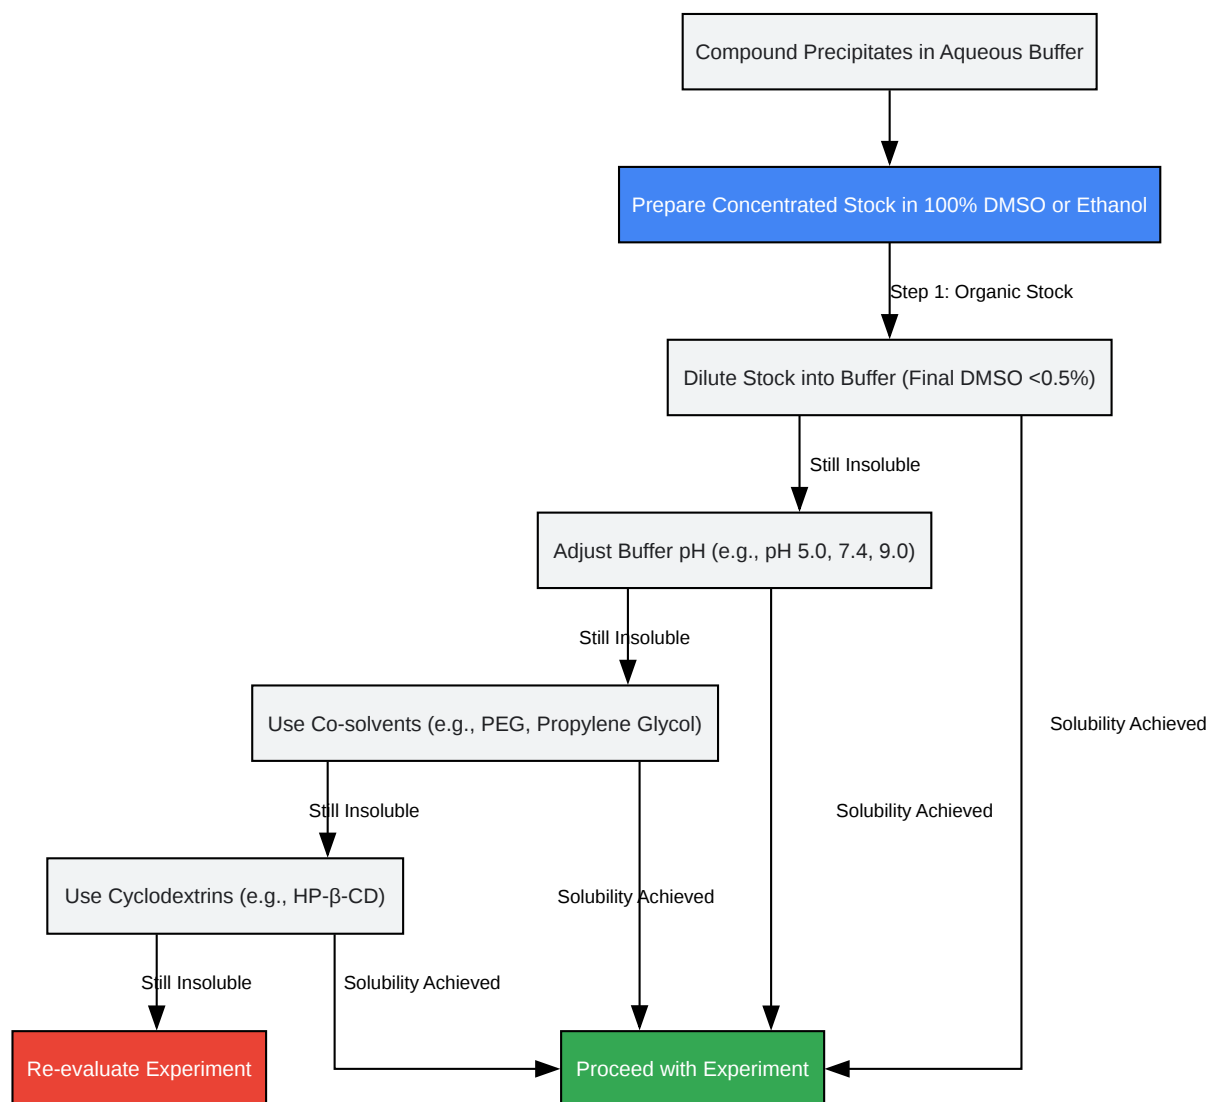 Compound Precipitates in Aqueous Buffer
Prepare Concentrated Stock in 100% DMSO or Ethanol
Step 1: Organic Stock
Dilute Stock into Buffer (Final DMSO <0.5%)
Still Insoluble
Adjust Buffer pH (e.g., pH 5.0, 7.4, 9.0)
Still Insoluble
Use Co-solvents (e.g., PEG, Propylene Glycol)
Solubility Achieved
Still Insoluble
Solubility Achieved
Use Cyclodextrins (e.g., HP-β-CD)
Solubility Achieved
Still Insoluble
Solubility Achieved
Re-evaluate Experiment
Proceed with Experiment